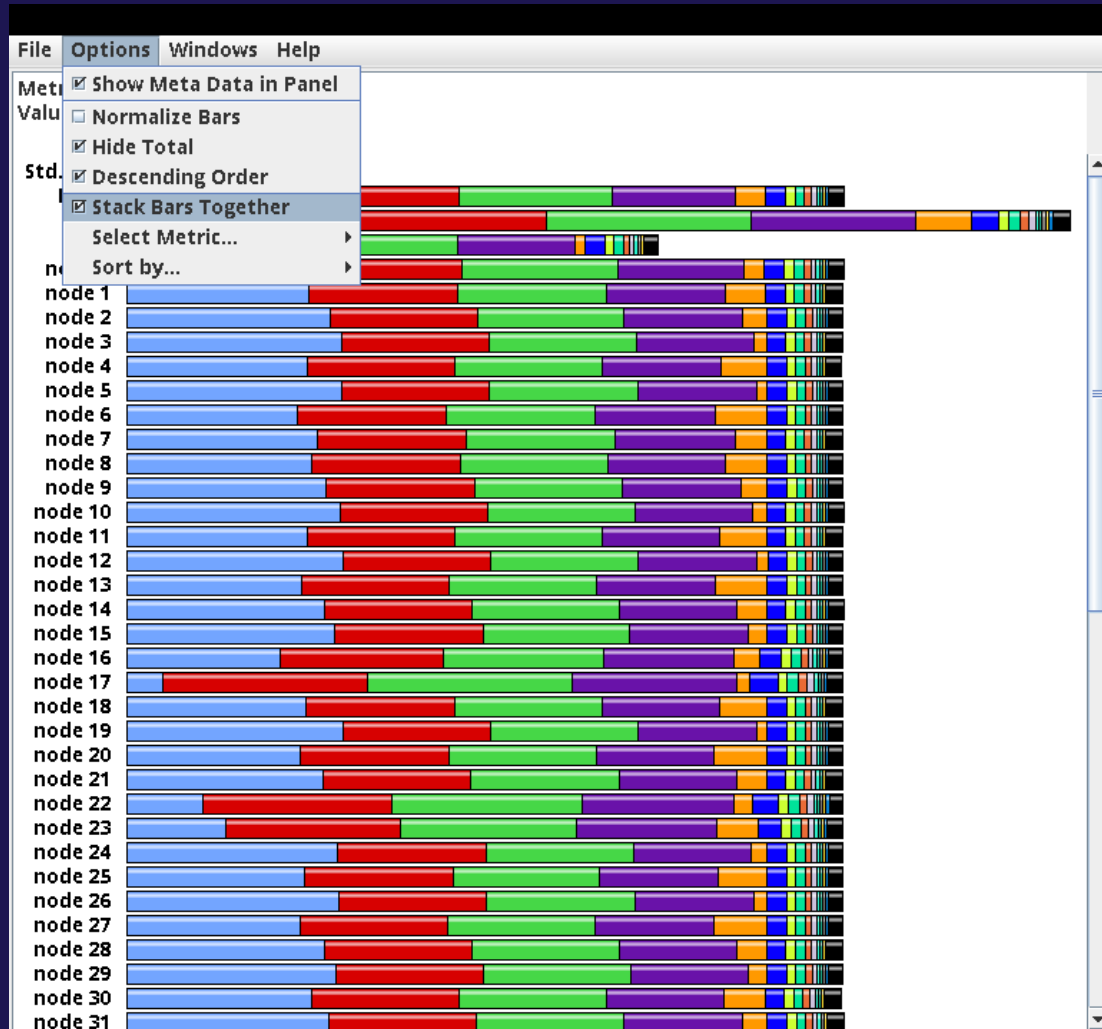 File Options Windows Help
Show Meta Data in Panel
Normalize Bars
Hide Total
Descending Order
Stack Bars Together
Select Metric...
Sort by...
Std.
node 1
node 2
node 3
node 4
node 5
node 6
node 7
node 8
node 9
node 10
node 11
node 12
node 13
node 14
node 15
node 16
node 17
node 18
node 19
node 20
node 21
node 22
node 23
node 24
node 25
node 26
node 27
node 28
node 29
node 30
node 31